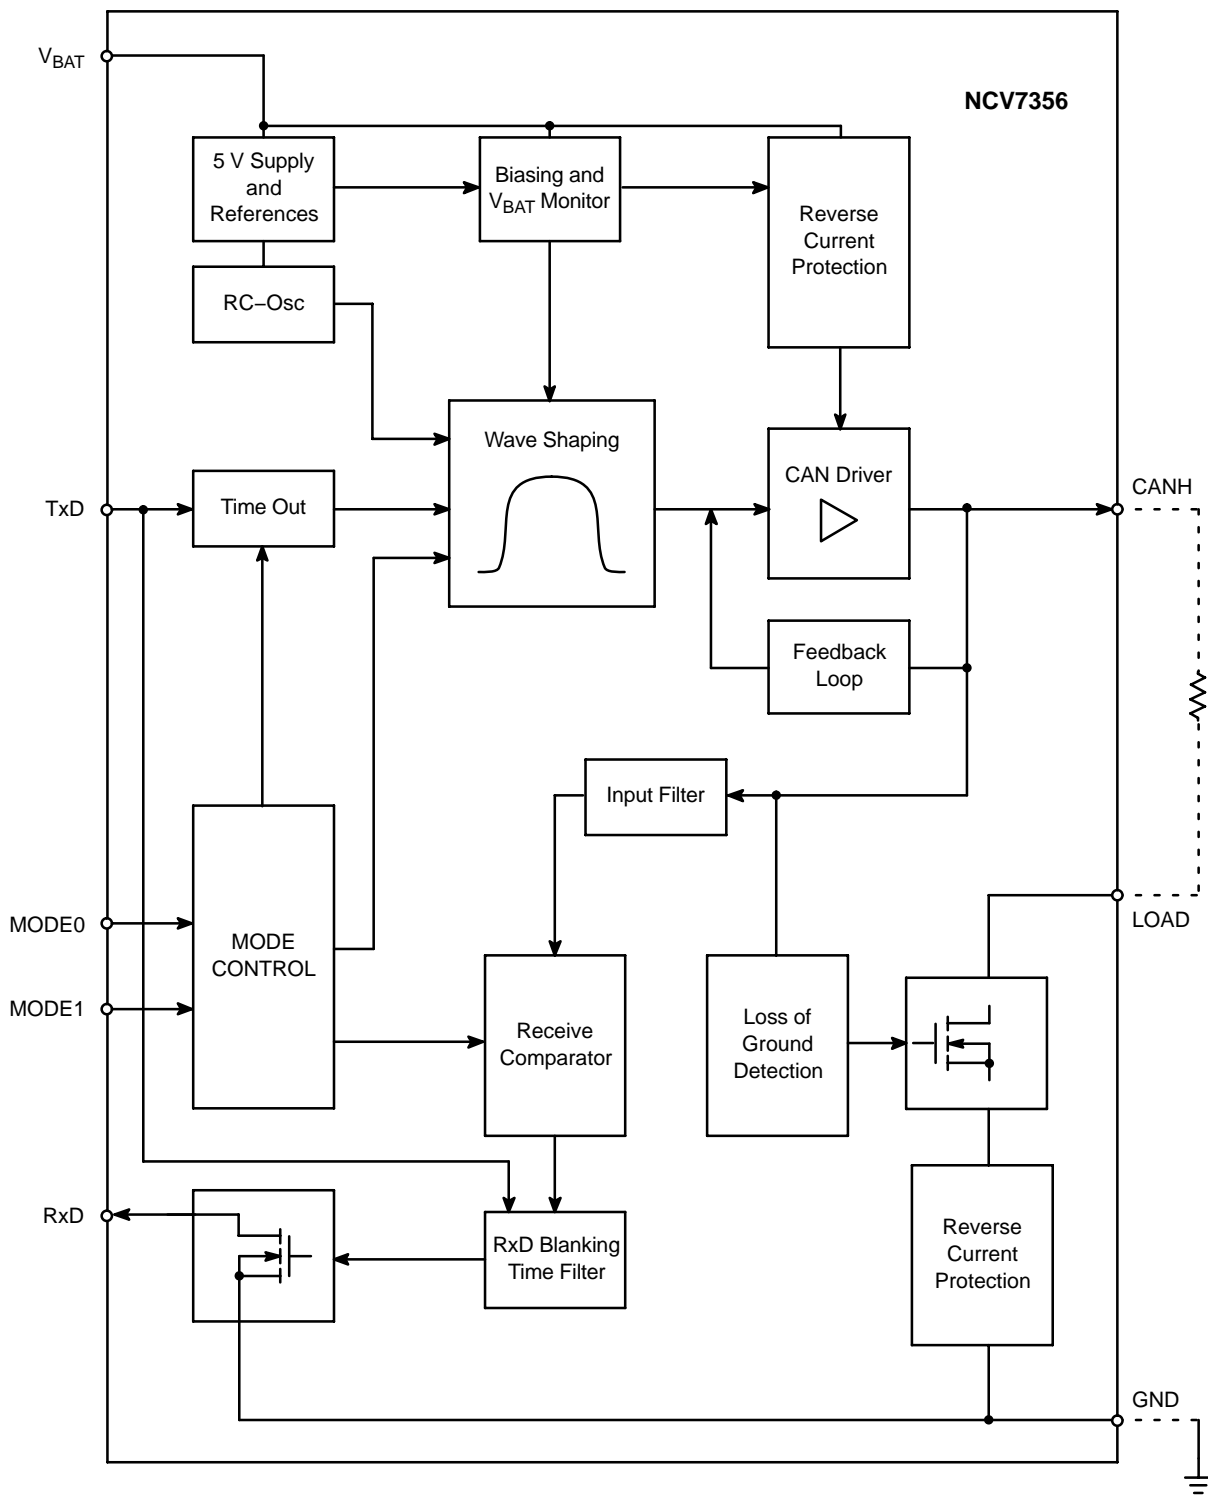 V_BAT
NCV7356
5 V Supply
and
References
Biasing and
V_BAT Monitor
Reverse
Current
Protection
RC–Osc
Wave Shaping
CAN Driver
CANH
TxD
Time Out
Feedback
Loop
Input Filter
MODE0
MODE
CONTROL
LOAD
MODE1
Receive
Comparator
Loss of
Ground
Detection
RxD
RxD Blanking
Time Filter
Reverse
Current
Protection
GND